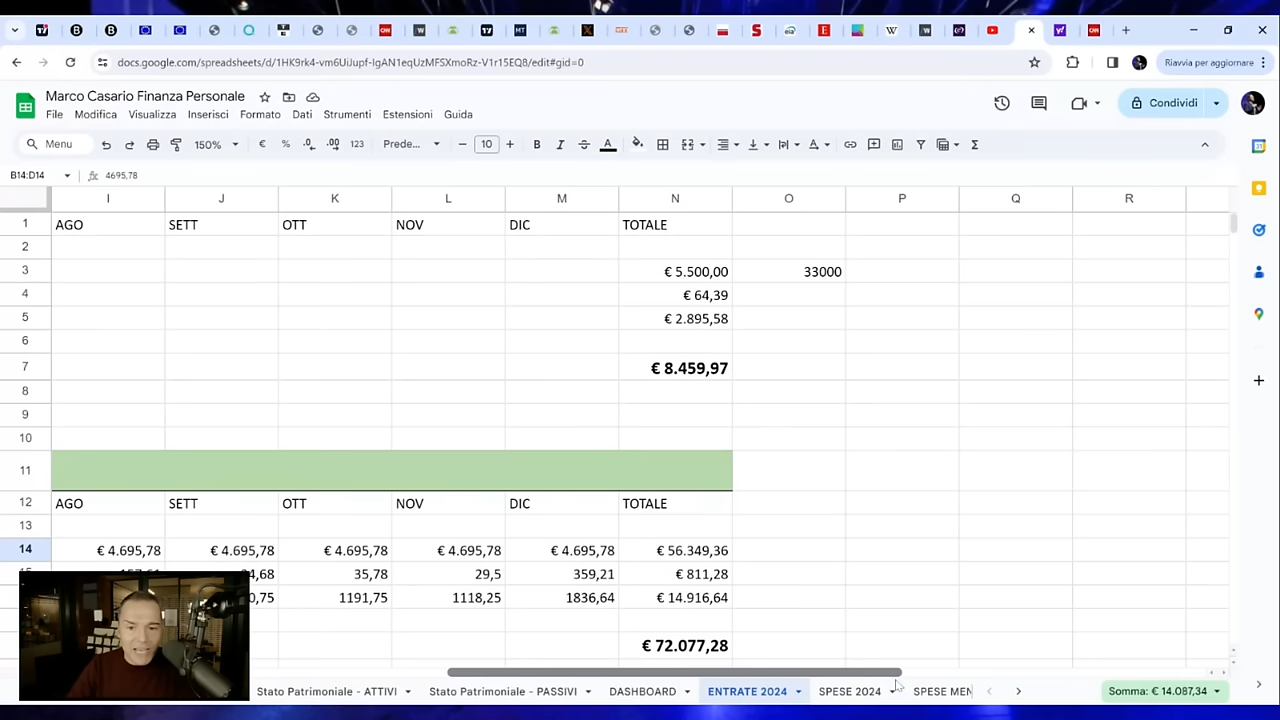 docs.google.com/spreadsheets/d/1HK9rk4-vm6UiJupf-IgAN1eqUzMFSXmoRz-V1r15EQ8/edit#gid=0
Riavvia per aggiornare
Marco Casario Finanza Personale
File Modifica Visualizza Inserisci Formato Dati Strumenti Estensioni Guida
Condividi
Menu 150% € % .0 .00 123 Prede... 10 B I A
B14:D14 fx 4695,78
I J K L M N O P Q R
1 AGO SETT OTT NOV DIC TOTALE
2
3 € 5.500,00 33000
4 € 64,39
5 € 2.895,58
6
7 € 8.459,97
8
9
10
11
12 AGO SETT OTT NOV DIC TOTALE
13
14 € 4.695,78 € 4.695,78 € 4.695,78 € 4.695,78 € 4.695,78 € 56.349,36
35,78 29,5 359,21 € 811,28
1191,75 1118,25 1836,64 € 14.916,64
€ 72.077,28
Stato Patrimoniale - ATTIVI Stato Patrimoniale - PASSIVI DASHBOARD ENTRATE 2024 SPESE 2024 SPESE MEN Somma: € 14.087,34